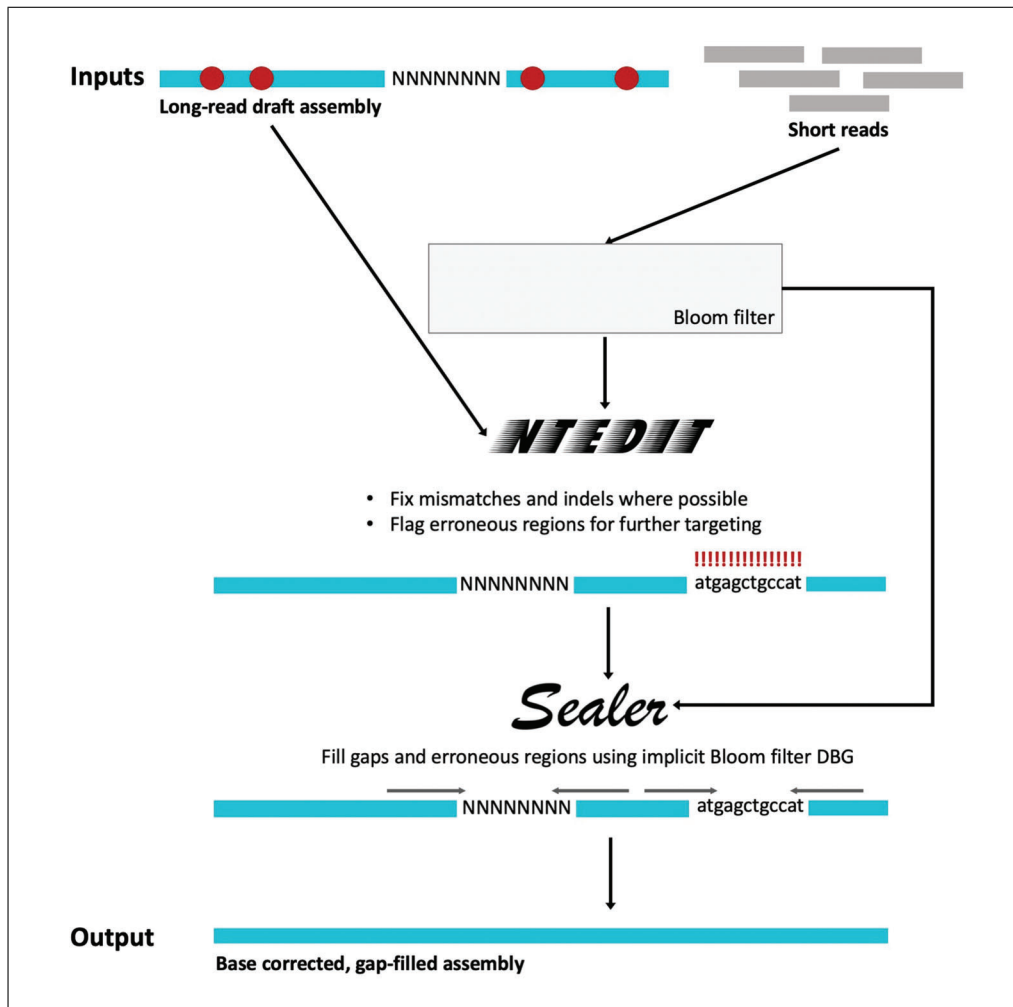 Inputs
NNNNNNNN
Long-read draft assembly
Short reads
Bloom filter
NTEDIT
• Fix mismatches and indels where possible
• Flag erroneous regions for further targeting
!!!!!!!!!!!!!!!!
NNNNNNNN
atgagctgccat
Sealer
Fill gaps and erroneous regions using implicit Bloom filter DBG
NNNNNNNN
atgagctgccat
Output
Base corrected, gap-filled assembly